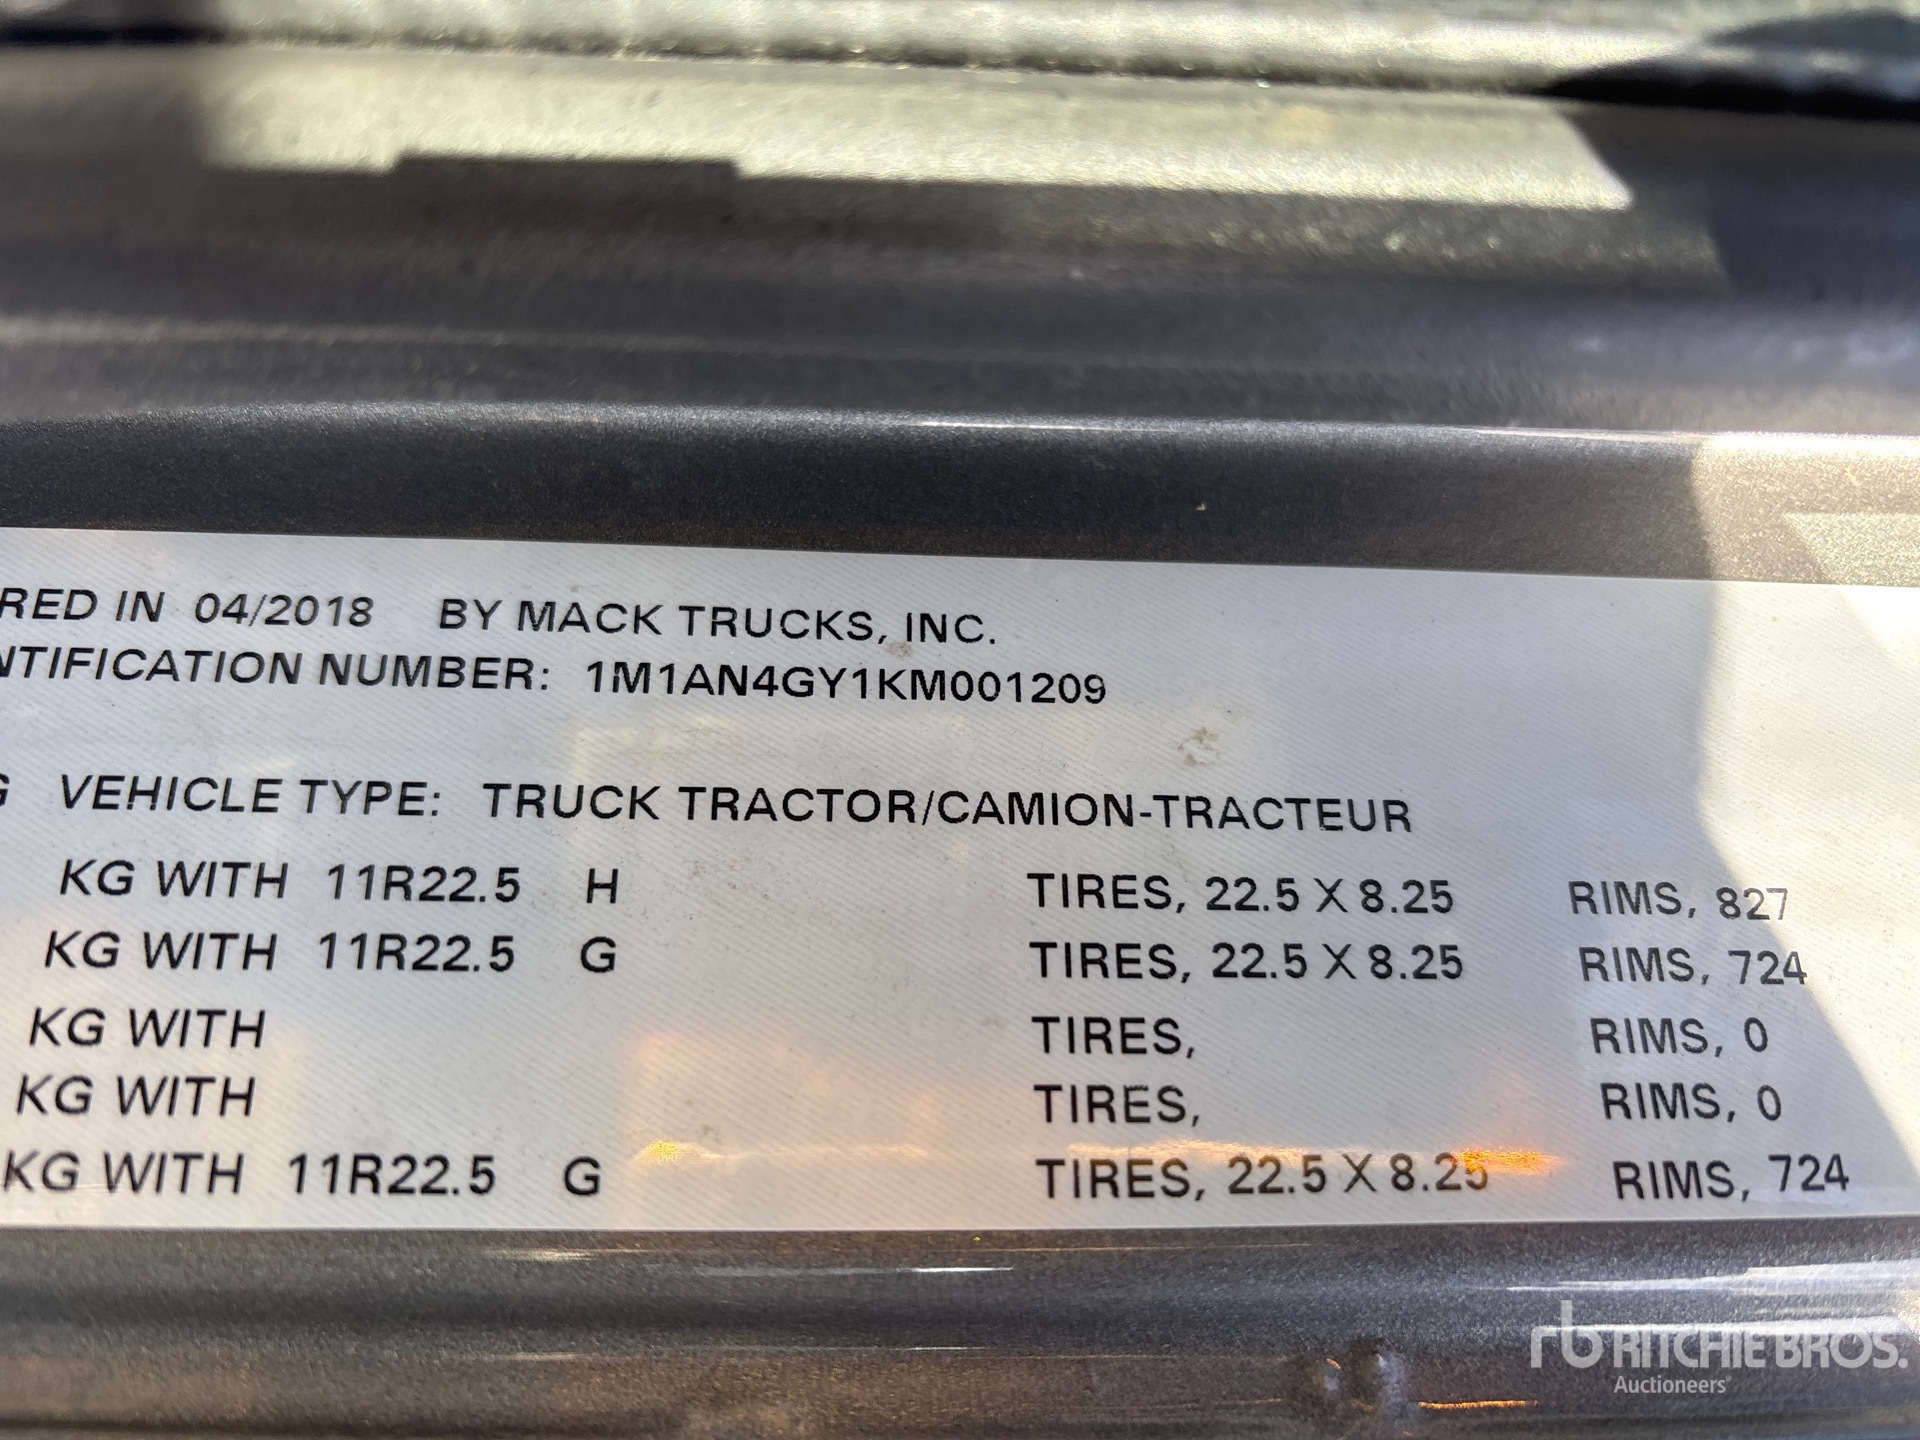 RED IN 04/2018 BY MACK TRUCKS, INC.
NTIFICATION NUMBER: 1M1AN4GY1KM001209
G VEHICLE TYPE: TRUCK TRACTOR/CAMION-TRACTEUR
KG WITH 11R22.5 H TIRES, 22.5 X 8.25 RIMS, 827
KG WITH 11R22.5 G TIRES, 22.5 X 8.25 RIMS, 724
KG WITH TIRES, RIMS, 0
KG WITH TIRES, RIMS, 0
KG WITH 11R22.5 G TIRES, 22.5 X 8.25 RIMS, 724
rb RITCHIE BROS.
Auctioneers